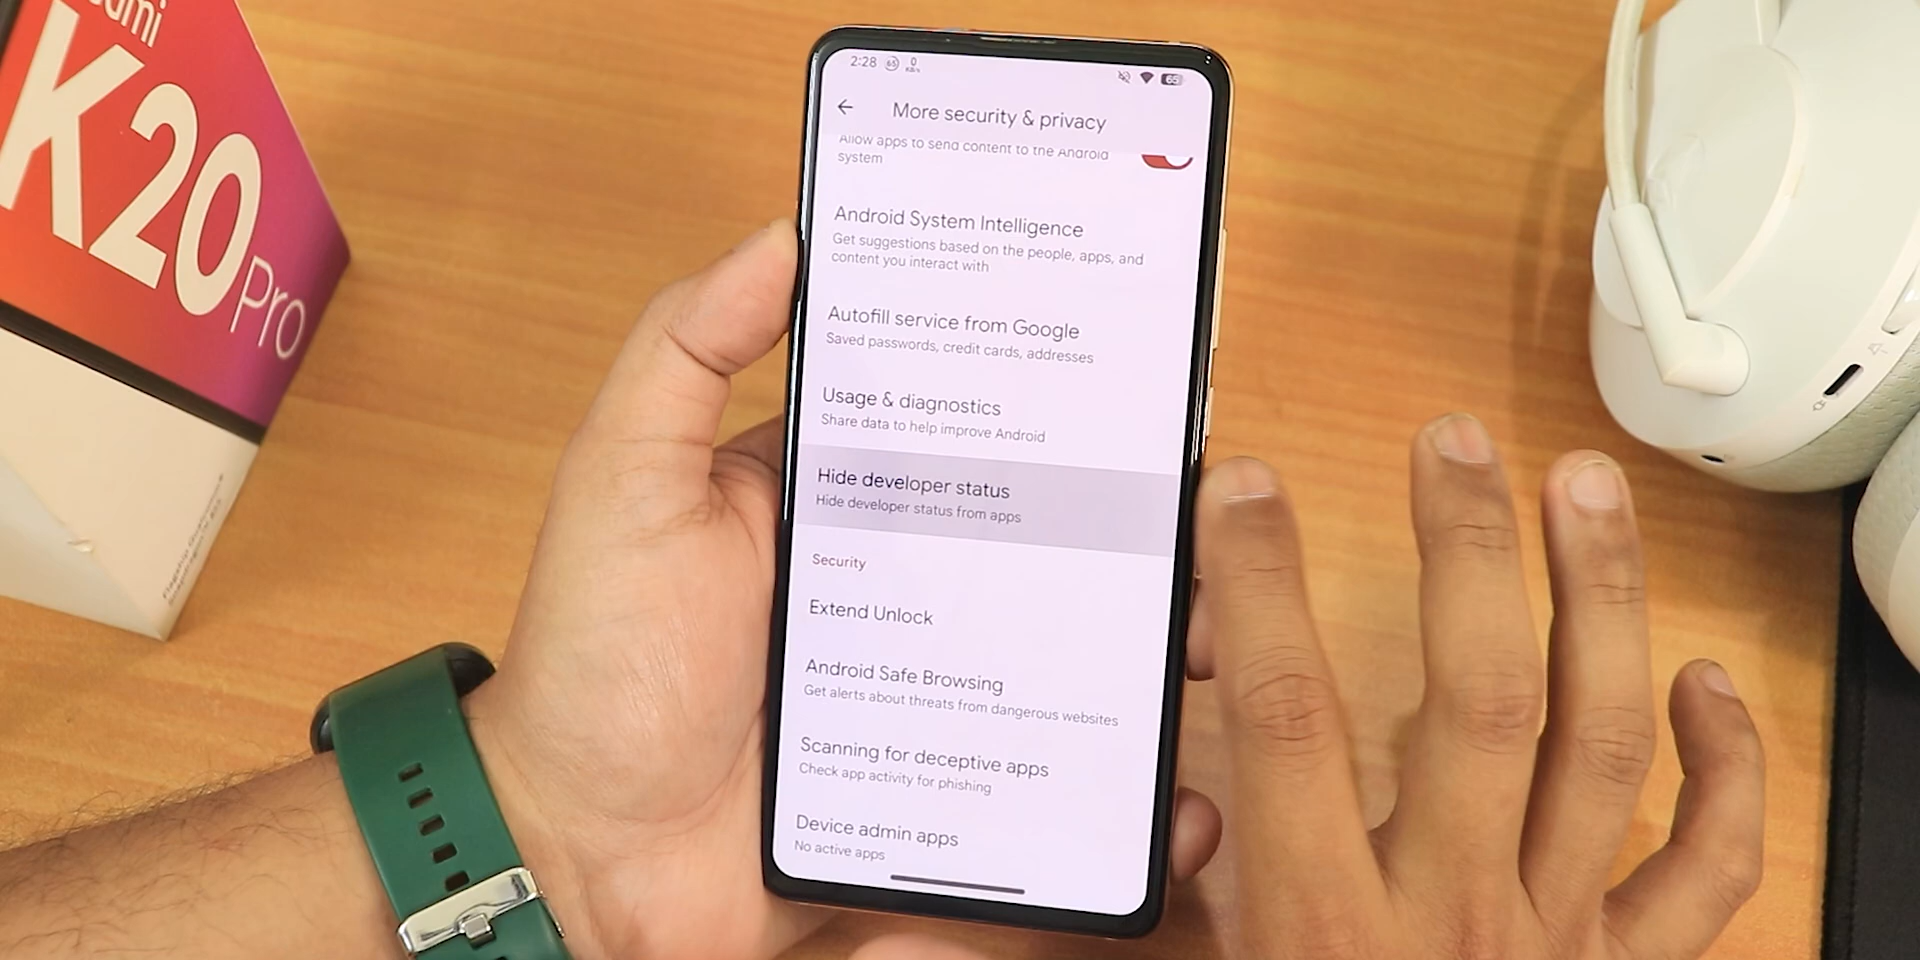 K20
Pro
2:28 65 0
KB/s
65
More security & privacy
Allow apps to send content to the Android
system
Android System Intelligence
Get suggestions based on the people, apps, and
content you interact with
Autofill service from Google
Saved passwords, credit cards, addresses
Usage & diagnostics
Share data to help improve Android
Hide developer status
Hide developer status from apps
Security
Extend Unlock
Android Safe Browsing
Get alerts about threats from dangerous websites
Scanning for deceptive apps
Check app activity for phishing
Device admin apps
No active apps